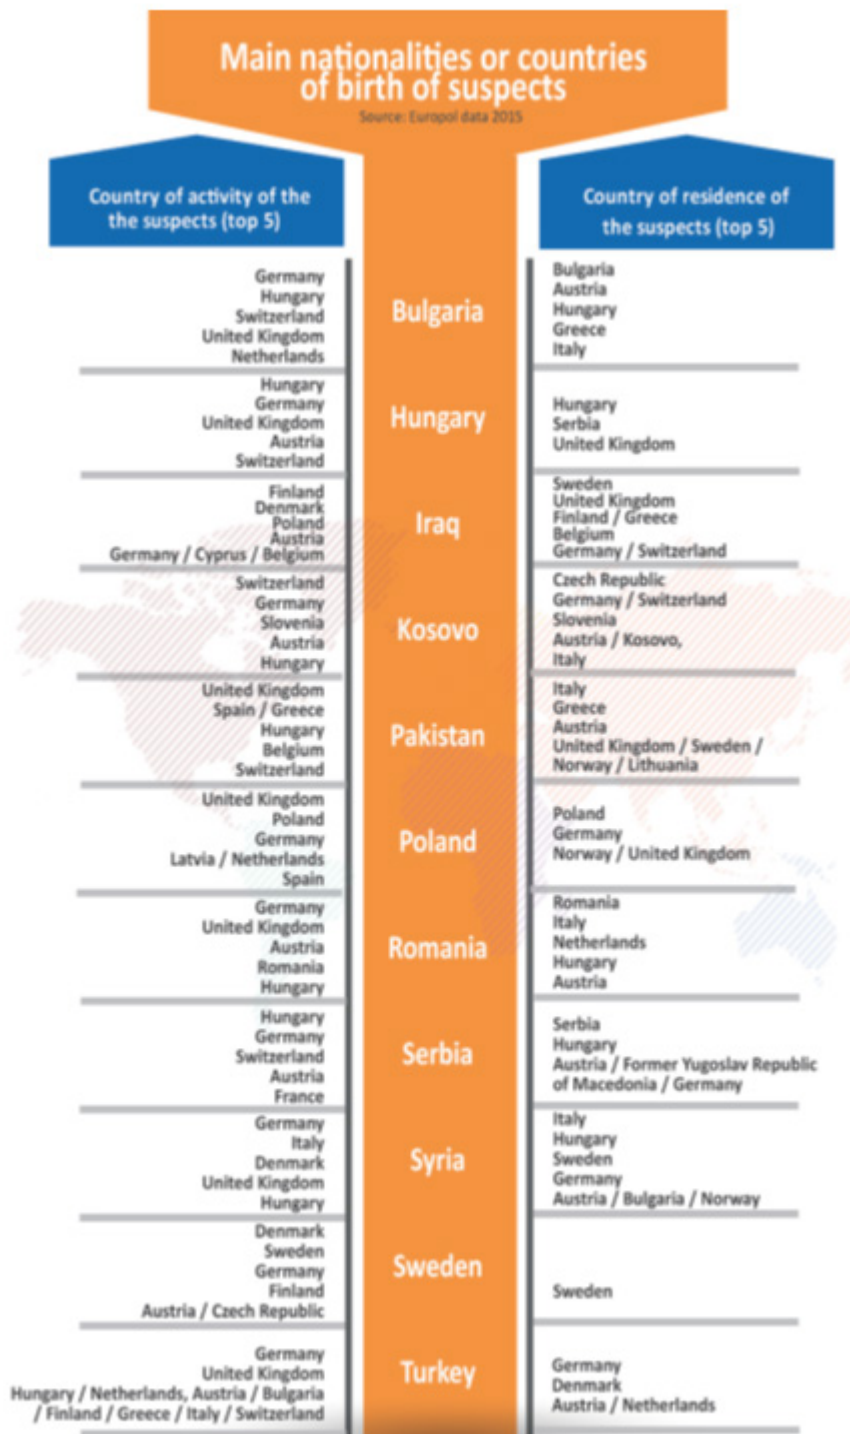 Main nationalities or countries
of birth of suspects
Source: Europol data 2015
Country of activity of the
the suspects (top 5)
Country of residence of
the suspects (top 5)
Germany
Hungary
Switzerland
United Kingdom
Netherlands
Bulgaria
Bulgaria
Austria
Hungary
Greece
Italy
Hungary
Germany
United Kingdom
Austria
Switzerland
Hungary
Hungary
Serbia
United Kingdom
Finland
Denmark
Poland
Austria
Germany / Cyprus / Belgium
Iraq
Sweden
United Kingdom
Finland / Greece
Belgium
Germany / Switzerland
Switzerland
Germany
Slovenia
Austria
Hungary
Kosovo
Czech Republic
Germany / Switzerland
Slovenia
Austria / Kosovo,
Italy
United Kingdom
Spain / Greece
Hungary
Belgium
Switzerland
Pakistan
Italy
Greece
Austria
United Kingdom / Sweden /
Norway / Lithuania
United Kingdom
Poland
Germany
Latvia / Netherlands
Spain
Poland
Poland
Germany
Norway / United Kingdom
Germany
United Kingdom
Austria
Romania
Hungary
Romania
Romania
Italy
Netherlands
Hungary
Austria
Hungary
Germany
Switzerland
Austria
France
Serbia
Serbia
Hungary
Austria / Former Yugoslav Republic
of Macedonia / Germany
Germany
Italy
Denmark
United Kingdom
Hungary
Syria
Italy
Hungary
Sweden
Germany
Austria / Bulgaria / Norway
Denmark
Sweden
Germany
Finland
Austria / Czech Republic
Sweden
Sweden
Germany
United Kingdom
Hungary / Netherlands, Austria / Bulgaria
/ Finland / Greece / Italy / Switzerland
Turkey
Germany
Denmark
Austria / Netherlands